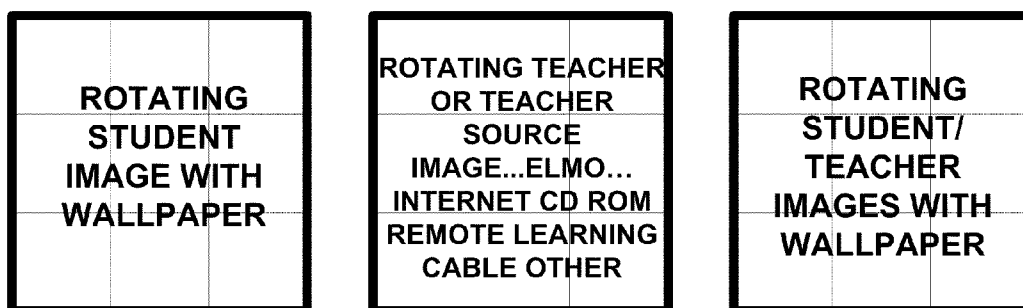 ROTATING
STUDENT
IMAGE WITH
WALLPAPER
ROTATING TEACHER
OR TEACHER
SOURCE
IMAGE...ELMO...
INTERNET CD ROM
REMOTE LEARNING
CABLE OTHER
ROTATING
STUDENT/
TEACHER
IMAGES WITH
WALLPAPER